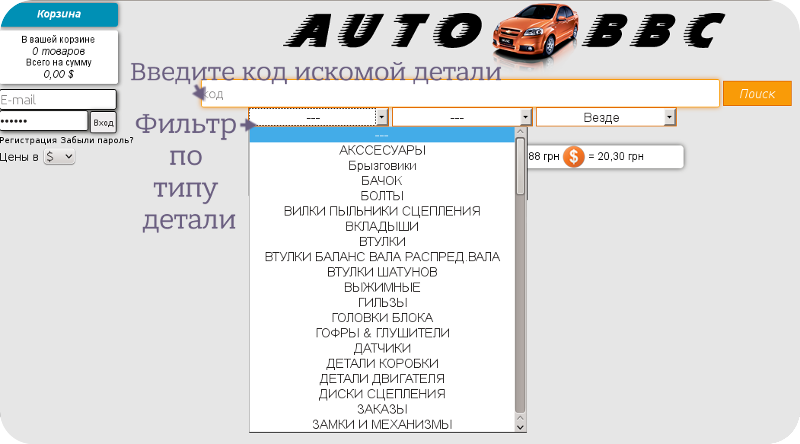 Корзина
В вашей корзине
0 товаров
Всего на сумму
0,00 $
AUTO BBC
Введите код искомой детали
код
Поиск
E-mail
••••••
Вход
Регистрация Забыли пароль?
Цены в $
Фильтр
по
типу
детали
---
---
Везде
88 грн $ = 20,30 грн
---
АКССЕСУАРЫ
Брызговики
БАЧОК
БОЛТЫ
ВИЛКИ ПЫЛЬНИКИ СЦЕПЛЕНИЯ
ВКЛАДЫШИ
ВТУЛКИ
ВТУЛКИ БАЛАНС ВАЛА РАСПРЕД.ВАЛА
ВТУЛКИ ШАТУНОВ
ВЫЖИМНЫЕ
ГИЛЬЗЫ
ГОЛОВКИ БЛОКА
ГОФРЫ & ГЛУШИТЕЛИ
ДАТЧИКИ
ДЕТАЛИ КОРОБКИ
ДЕТАЛИ ДВИГАТЕЛЯ
ДИСКИ СЦЕПЛЕНИЯ
ЗАКАЗЫ
ЗАМКИ И МЕХАНИЗМЫ